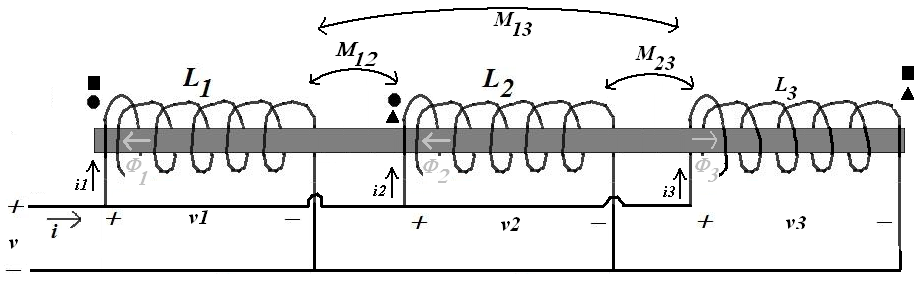 M13
M12
M23
L1
L2
L3
Φ1
Φ2
Φ3
i1
i2
i3
+
i
+
v1
−
+
v2
−
+
v3
−
v
−